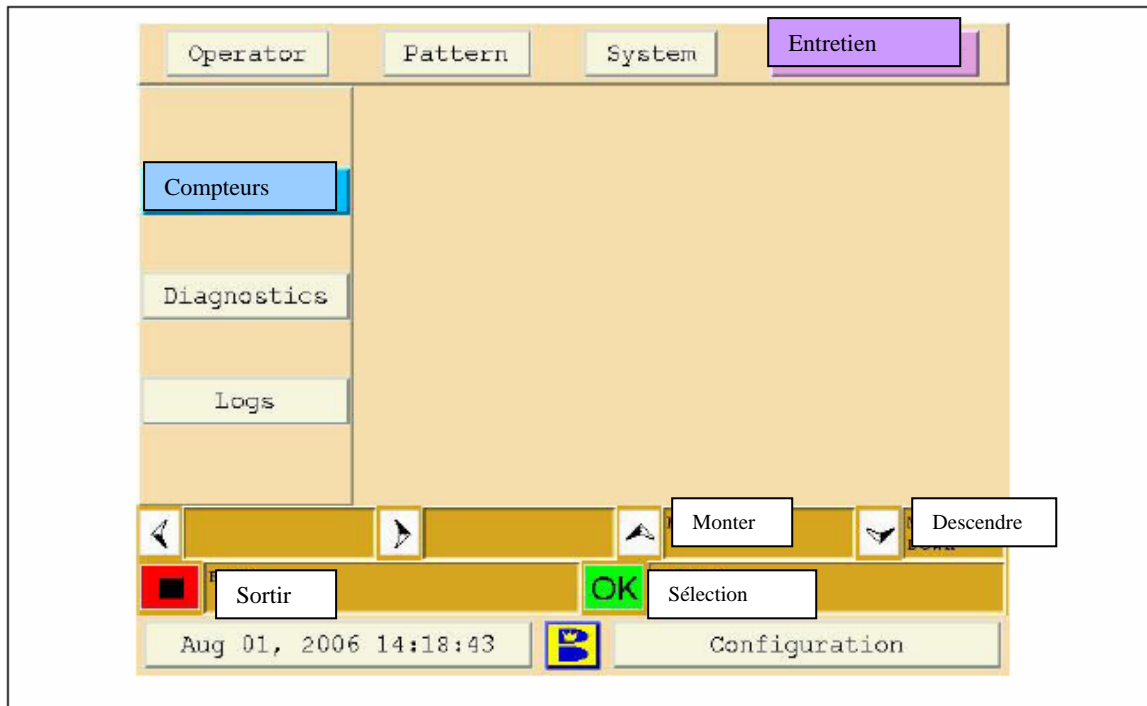 Operator Pattern System Entretien
Compteurs
Diagnostics
Logs
Monter Descendre
Sortir OK Sélection
Aug 01, 2006 14:18:43 Configuration